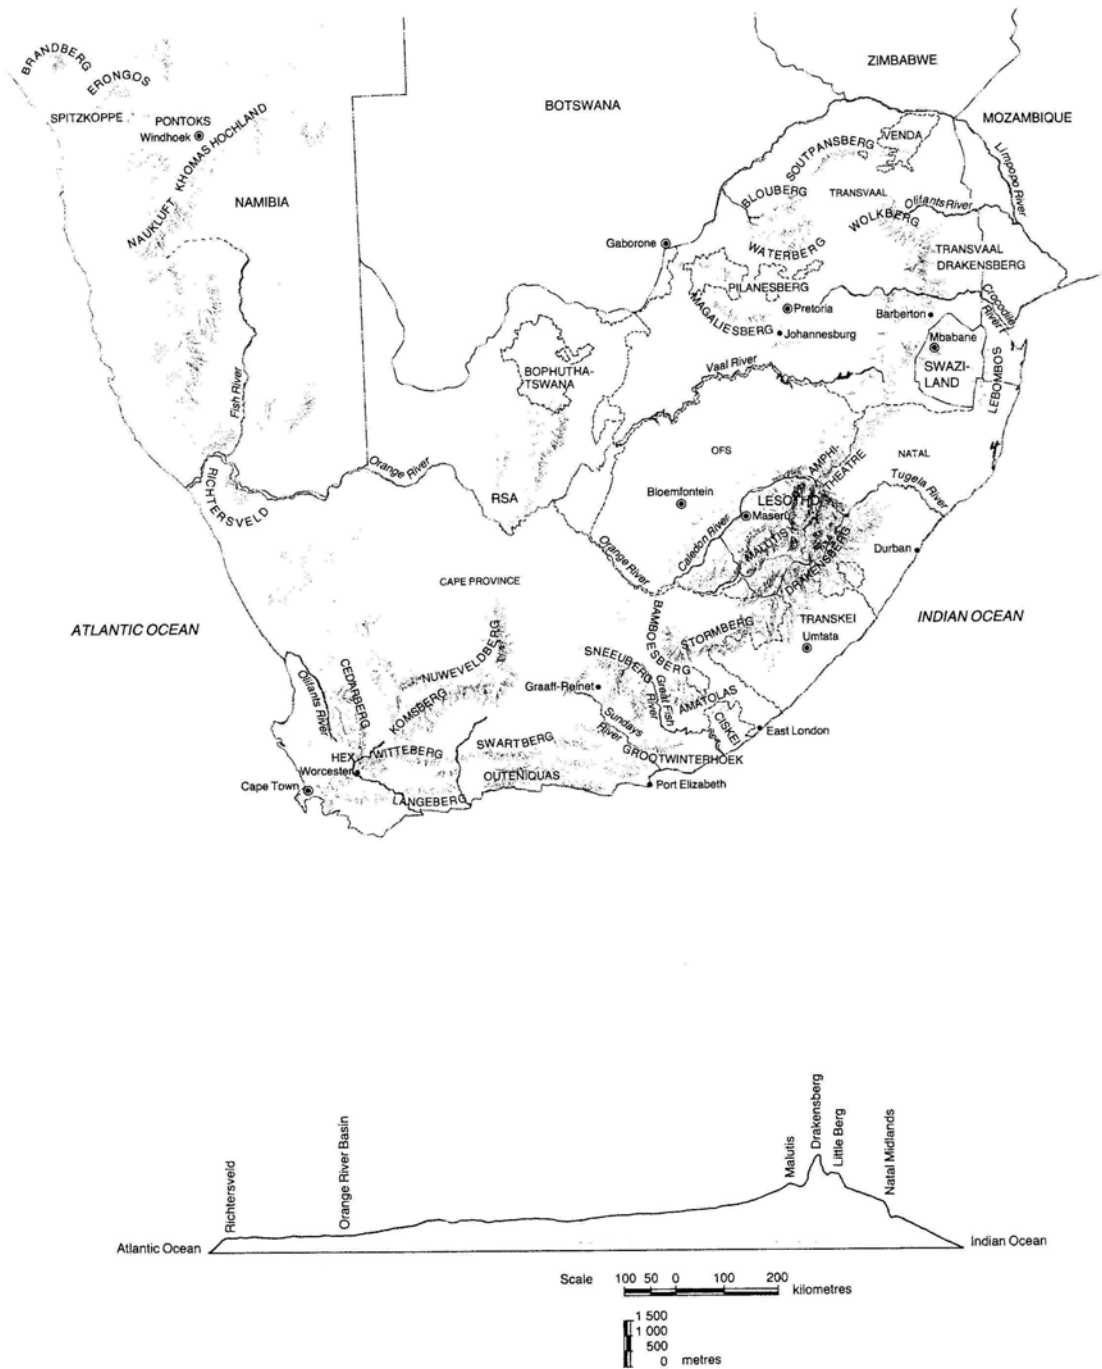 BRANDBERG
ERONGOS
SPITZKOPPE
PONTOKS
Windhoek
KHOMAS HOCHLAND
NAUKLUFT
NAMIBIA
BOTSWANA
ZIMBABWE
MOZAMBIQUE
VENDA
SOUTPANSBERG
BLOUBERG
TRANSVAAL
Limpopo River
Olifants River
WOLKBERG
Gaborone
WATERBERG
TRANSVAAL
DRAKENSBERG
PILANESBERG
MAGALIESBERG
Pretoria
Johannesburg
Barberton
Crocodile
River
Mbabane
SWAZI-
LAND
LEBOMBOS
BOPHUTHA-
TSWANA
Vaal River
Fish River
OFS
NATAL
AMPHI-
THEATRE
Tugela River
Orange River
RICHTERSVELD
RSA
Bloemfontein
LESOTHO
Maseru
MALUTIS
Caledon River
DRAKENSBERG
Durban
Orange River
CAPE PROVINCE
ATLANTIC OCEAN
INDIAN OCEAN
BAMBOESBERG
STORMBERG
TRANSKEI
Umtata
CEDARBERG
Olifants River
NUWEVELDBERG
KOMSBERG
SNEEUBERG
Graaff-Reinet
Great Fish
River
AMATOLAS
CISKEI
East London
Sundays
River
SWARTBERG
GROOTWINTERHOEK
HEX
WITTEBERG
Worcester
Cape Town
LANGEBERG
OUTENIQUAS
Port Elizabeth
Richtersveld
Orange River Basin
Malutis
Drakensberg
Little Berg
Natal Midlands
Atlantic Ocean
Indian Ocean
Scale
100 50 0 100 200
kilometres
1 500
1 000
500
0
metres